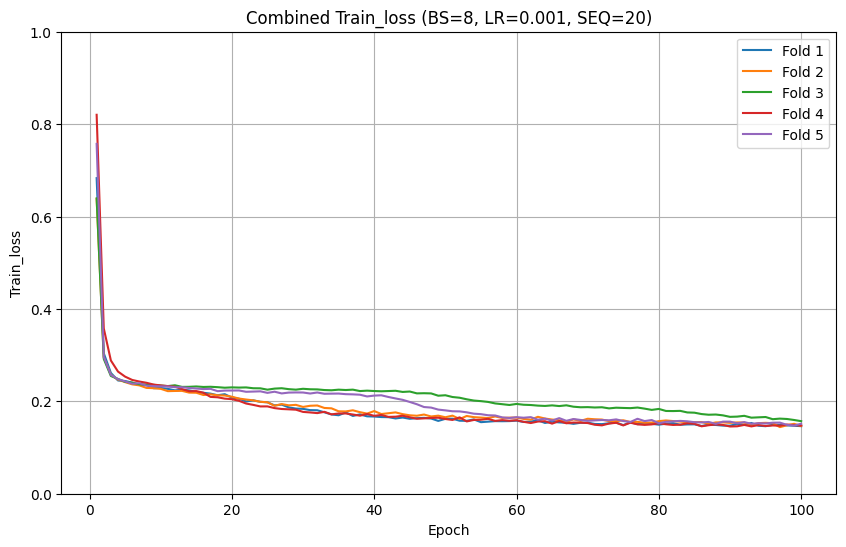 Combined Train_loss (BS=8, LR=0.001, SEQ=20)
Train_loss
1.0
0.8
0.6
0.4
0.2
0.0
Fold 1
Fold 2
Fold 3
Fold 4
Fold 5
0 20 40 60 80 100
Epoch